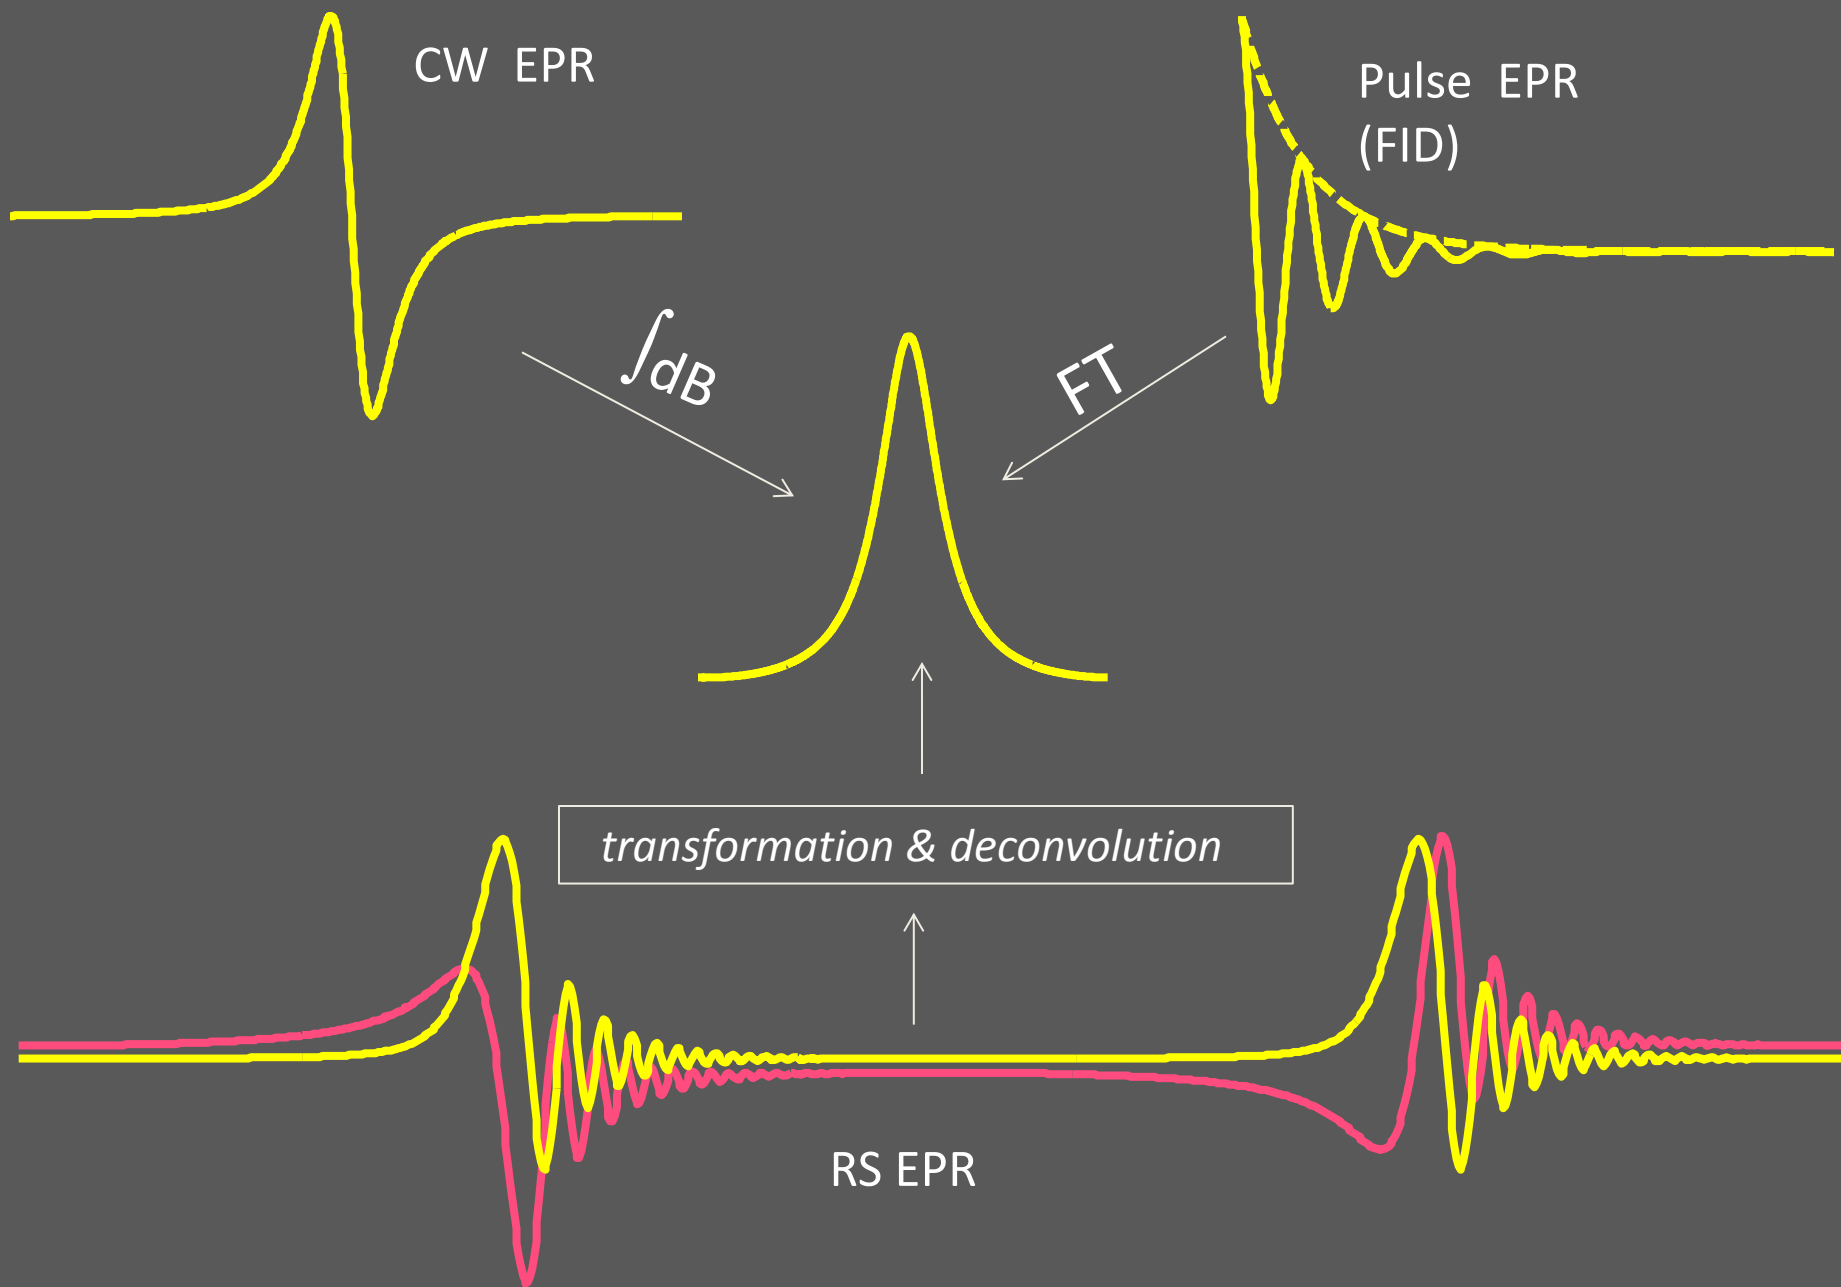 CW EPR
Pulse EPR
(FID)
∫dB
FT
transformation & deconvolution
RS EPR